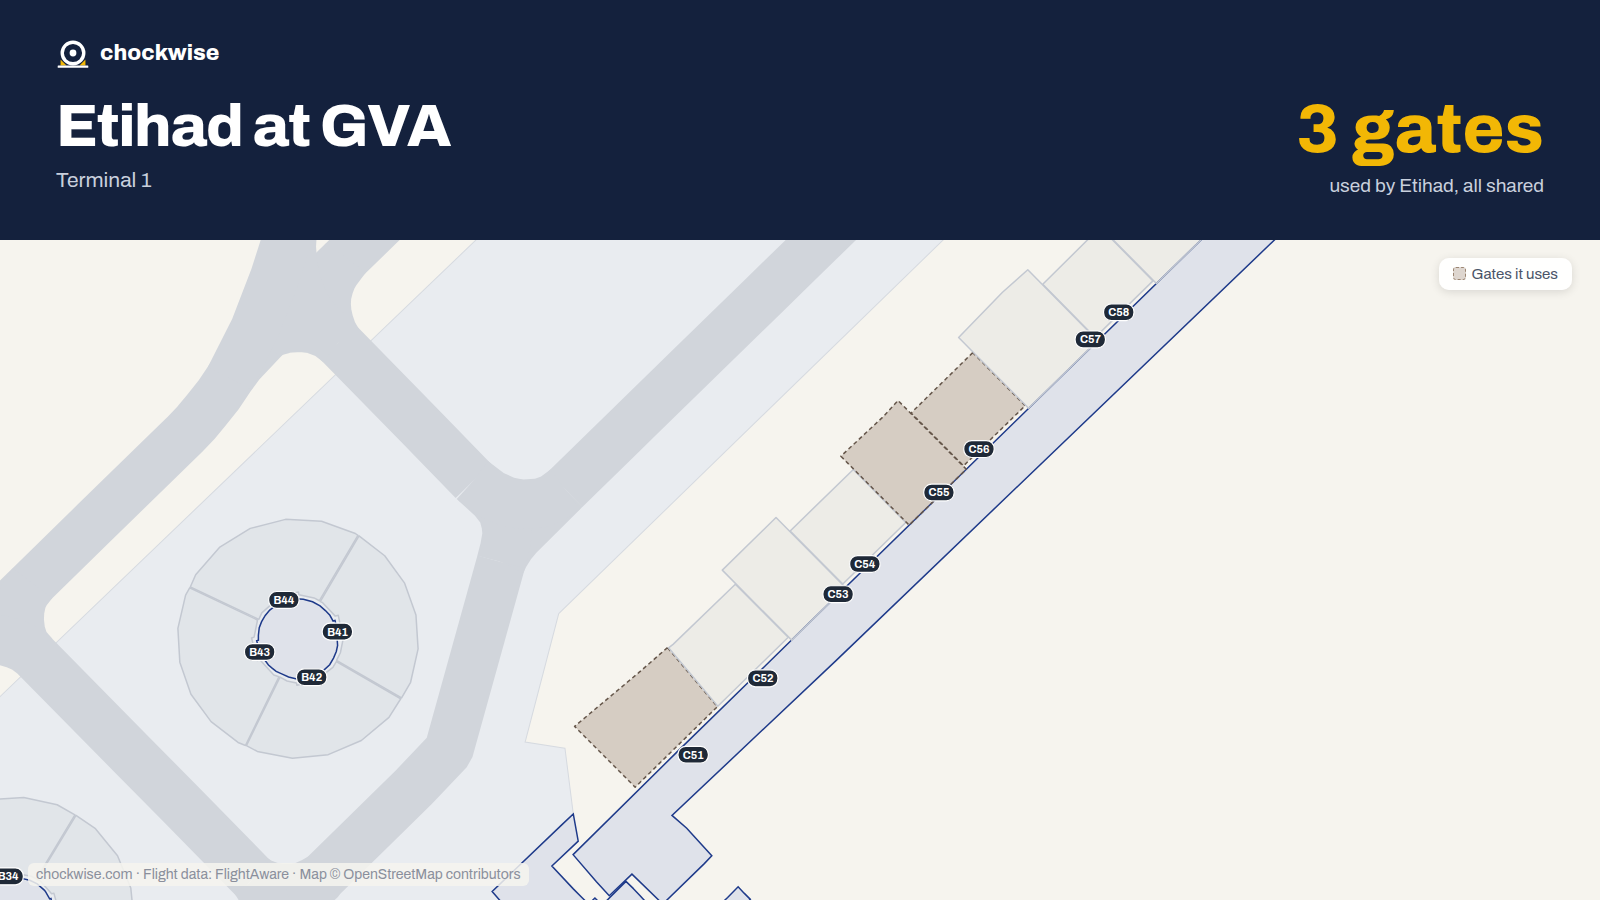 chockwise
Etihad at GVA
Terminal 1
3 gates
used by Etihad, all shared
Gates it uses
C58
C57
C56
C55
C54
C53
C52
C51
B44
B41
B43
B42
B34
chockwise.com · Flight data: FlightAware · Map © OpenStreetMap contributors